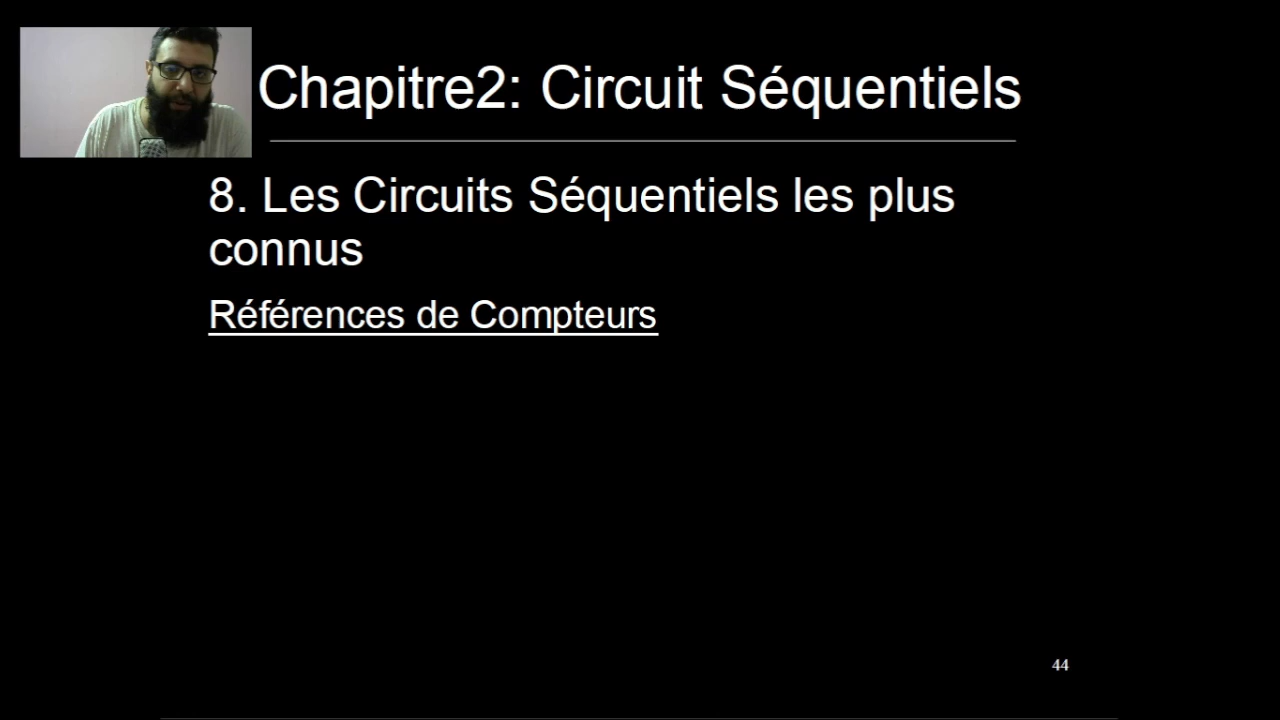 Chapitre2: Circuit Séquentiels
8. Les Circuits Séquentiels les plus
connus
Références de Compteurs
44